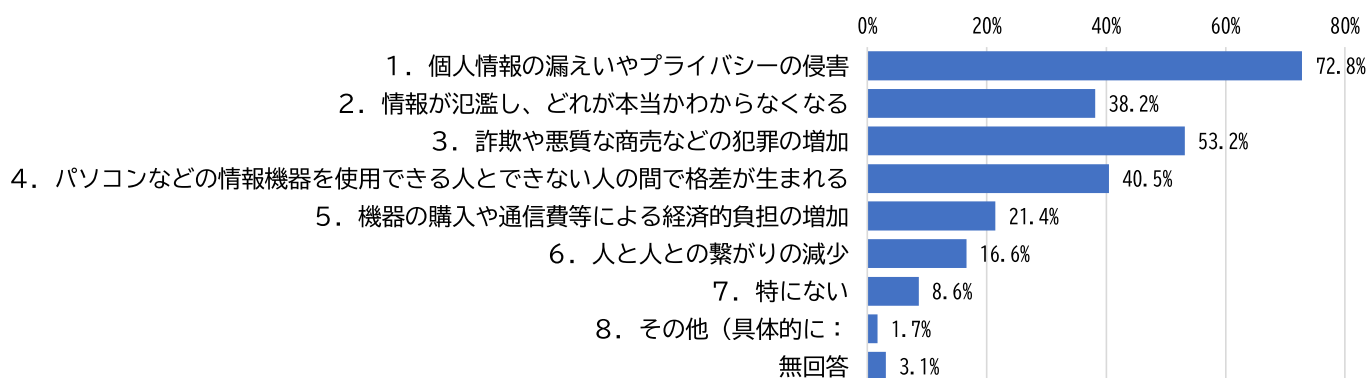 0% 20% 40% 60% 80%
1．個人情報の漏えいやプライバシーの侵害 72.8%
2．情報が氾濫し、どれが本当かわからなくなる 38.2%
3．詐欺や悪質な商売などの犯罪の増加 53.2%
4．パソコンなどの情報機器を使用できる人とできない人の間で格差が生まれる 40.5%
5．機器の購入や通信費等による経済的負担の増加 21.4%
6．人と人との繋がりの減少 16.6%
7．特にない 8.6%
8．その他（具体的に： 1.7%
無回答 3.1%